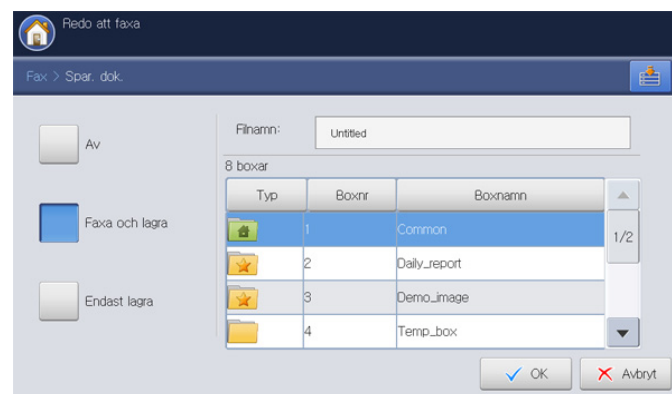 Redo att faxa
Fax > Spar. dok.
Av
Faxa och lagra
Endast lagra
Filnamn: Untitled
8 boxar
Typ Boxnr Boxnamn
1 Common
2 Daily_report
3 Demo_image
4 Temp_box
1/2
OK Avbryt